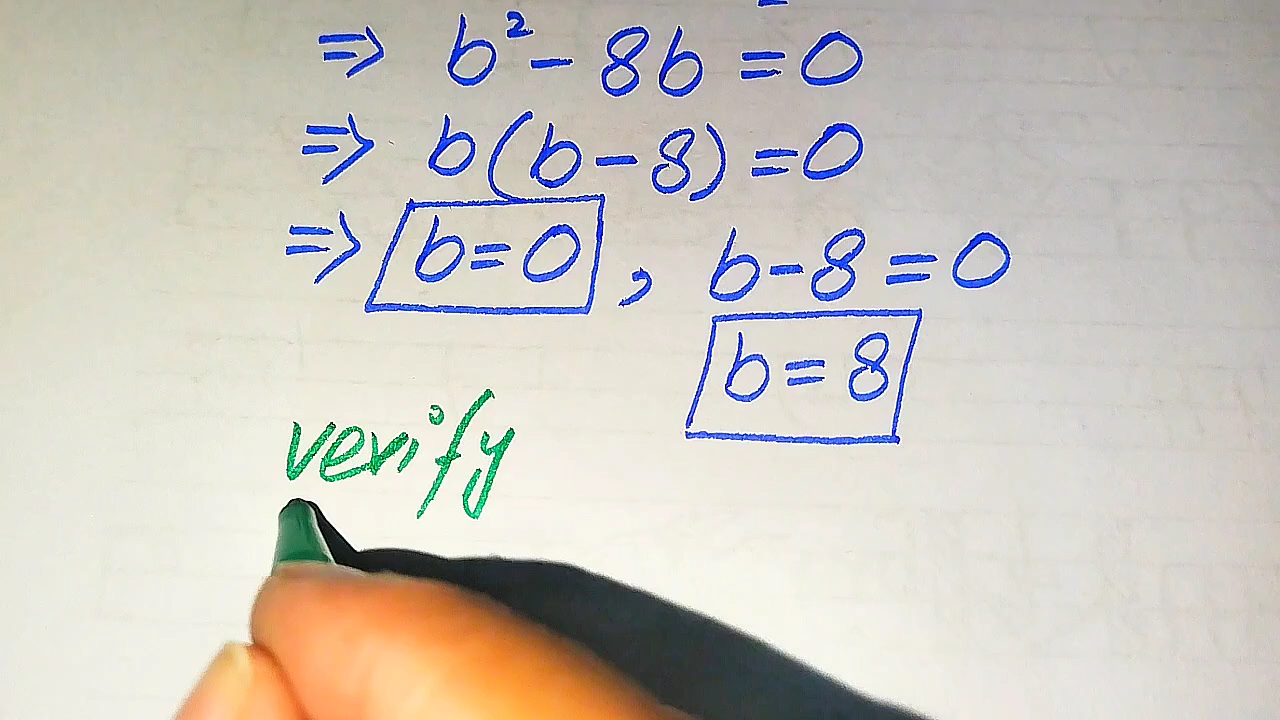 => b² - 8b = 0
=> b(b - 8) = 0
=> b = 0 , b - 8 = 0
b = 8
verify